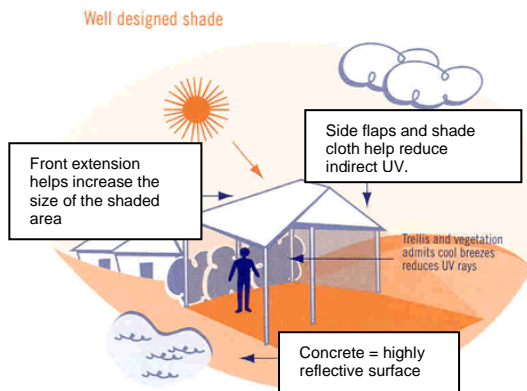 Well designed shade
Side flaps and shade
cloth help reduce
indirect UV.
Front extension
helps increase the
size of the shaded
area
Trellis and vegetation
admits cool breezes
reduces UV rays
Concrete = highly
reflective surface